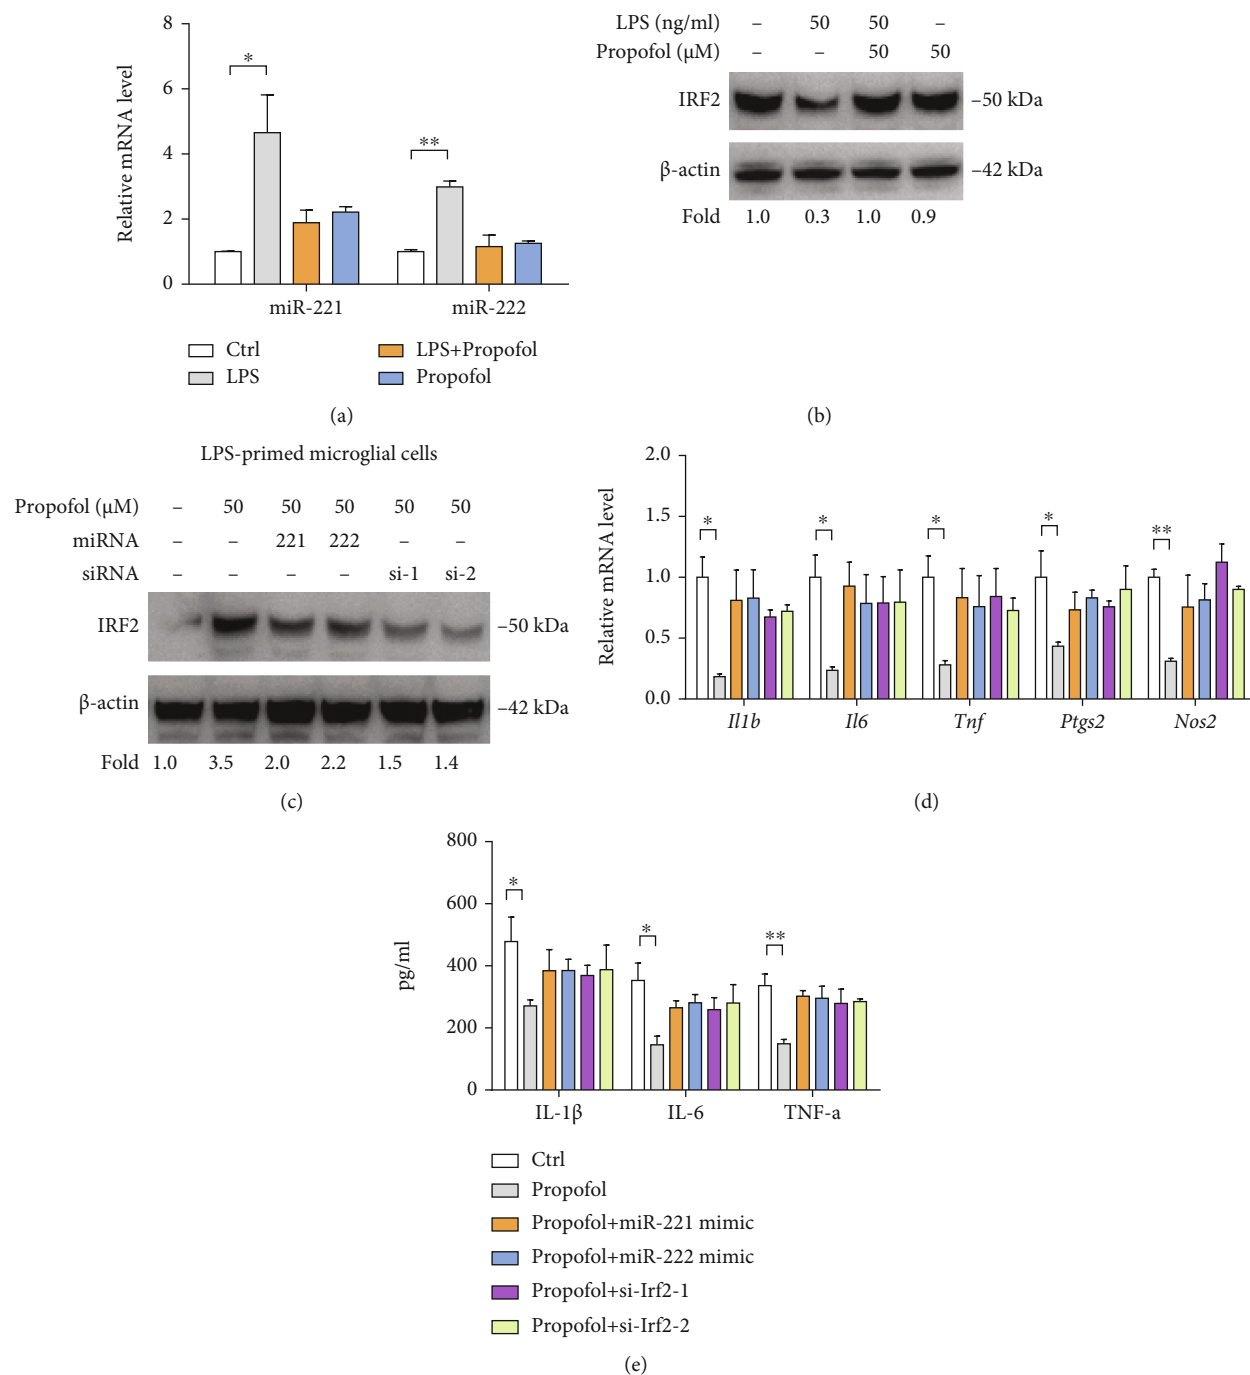 8
6
4
2
0
Relative mRNA level
*
**
miR-221
miR-222
Ctrl
LPS
LPS+Propofol
Propofol
(a)
LPS (ng/ml) – 50 50 –
Propofol (μM) – – 50 50
IRF2 –50 kDa
β-actin –42 kDa
Fold 1.0 0.3 1.0 0.9
(b)
LPS-primed microglial cells
Propofol (μM) – 50 50 50 50 50
miRNA – – 221 222 – –
siRNA – – – – si-1 si-2
IRF2 –50 kDa
β-actin –42 kDa
Fold 1.0 3.5 2.0 2.2 1.5 1.4
(c)
2.0
1.5
1.0
0.5
0.0
Relative mRNA level
* * * * **
Il1b Il6 Tnf Ptgs2 Nos2
(d)
800
600
400
200
0
pg/ml
* * **
IL-1β IL-6 TNF-a
Ctrl
Propofol
Propofol+miR-221 mimic
Propofol+miR-222 mimic
Propofol+si-Irf2-1
Propofol+si-Irf2-2
(e)